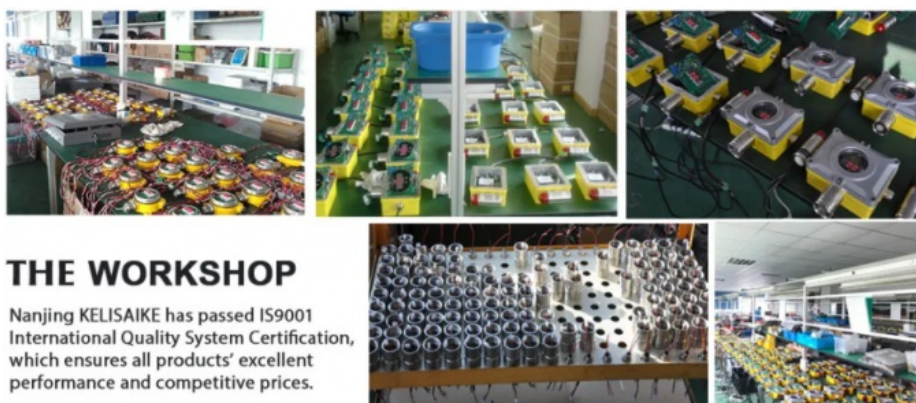 THE WORKSHOP
Nanjing KELISAIKE has passed IS9001
International Quality System Certification,
which ensures all products' excellent
performance and competitive prices.